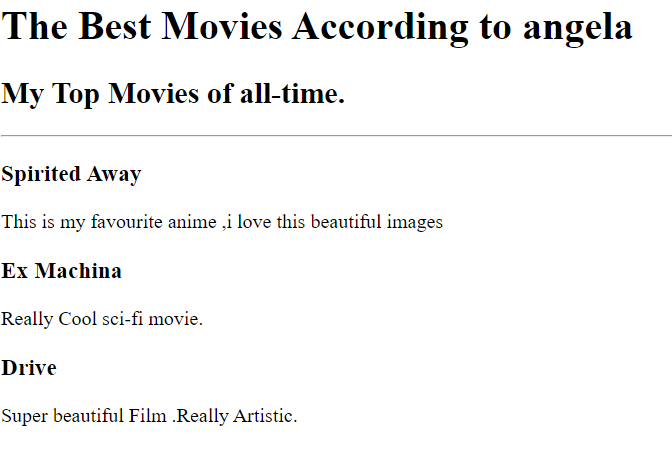 The Best Movies According to angela
My Top Movies of all-time.
Spirited Away
This is my favourite anime ,i love this beautiful images
Ex Machina
Really Cool sci-fi movie.
Drive
Super beautiful Film .Really Artistic.